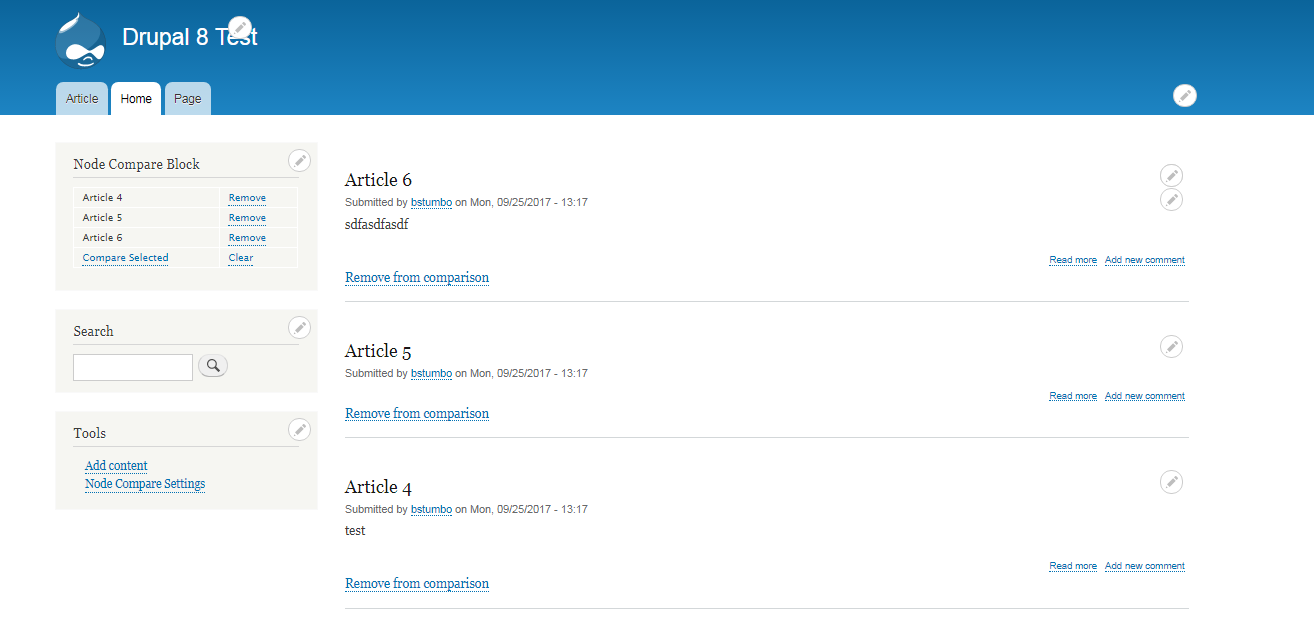 Drupal 8 Test
Article Home Page
Node Compare Block
Article 4 Remove
Article 5 Remove
Article 6 Remove
Compare Selected Clear
Search
Tools
Add content
Node Compare Settings
Article 6
Submitted by bstumbo on Mon, 09/25/2017 - 13:17
sdfasdfasdf
Read more Add new comment
Remove from comparison
Article 5
Submitted by bstumbo on Mon, 09/25/2017 - 13:17
Read more Add new comment
Remove from comparison
Article 4
Submitted by bstumbo on Mon, 09/25/2017 - 13:17
test
Read more Add new comment
Remove from comparison